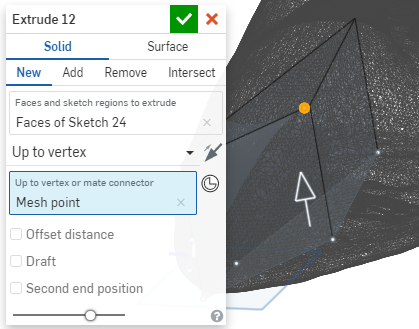 Extrude 12
Solid Surface
New Add Remove Intersect
Faces and sketch regions to extrude
Faces of Sketch 24
Up to vertex
Up to vertex or mate connector
Mesh point
Offset distance
Draft
Second end position